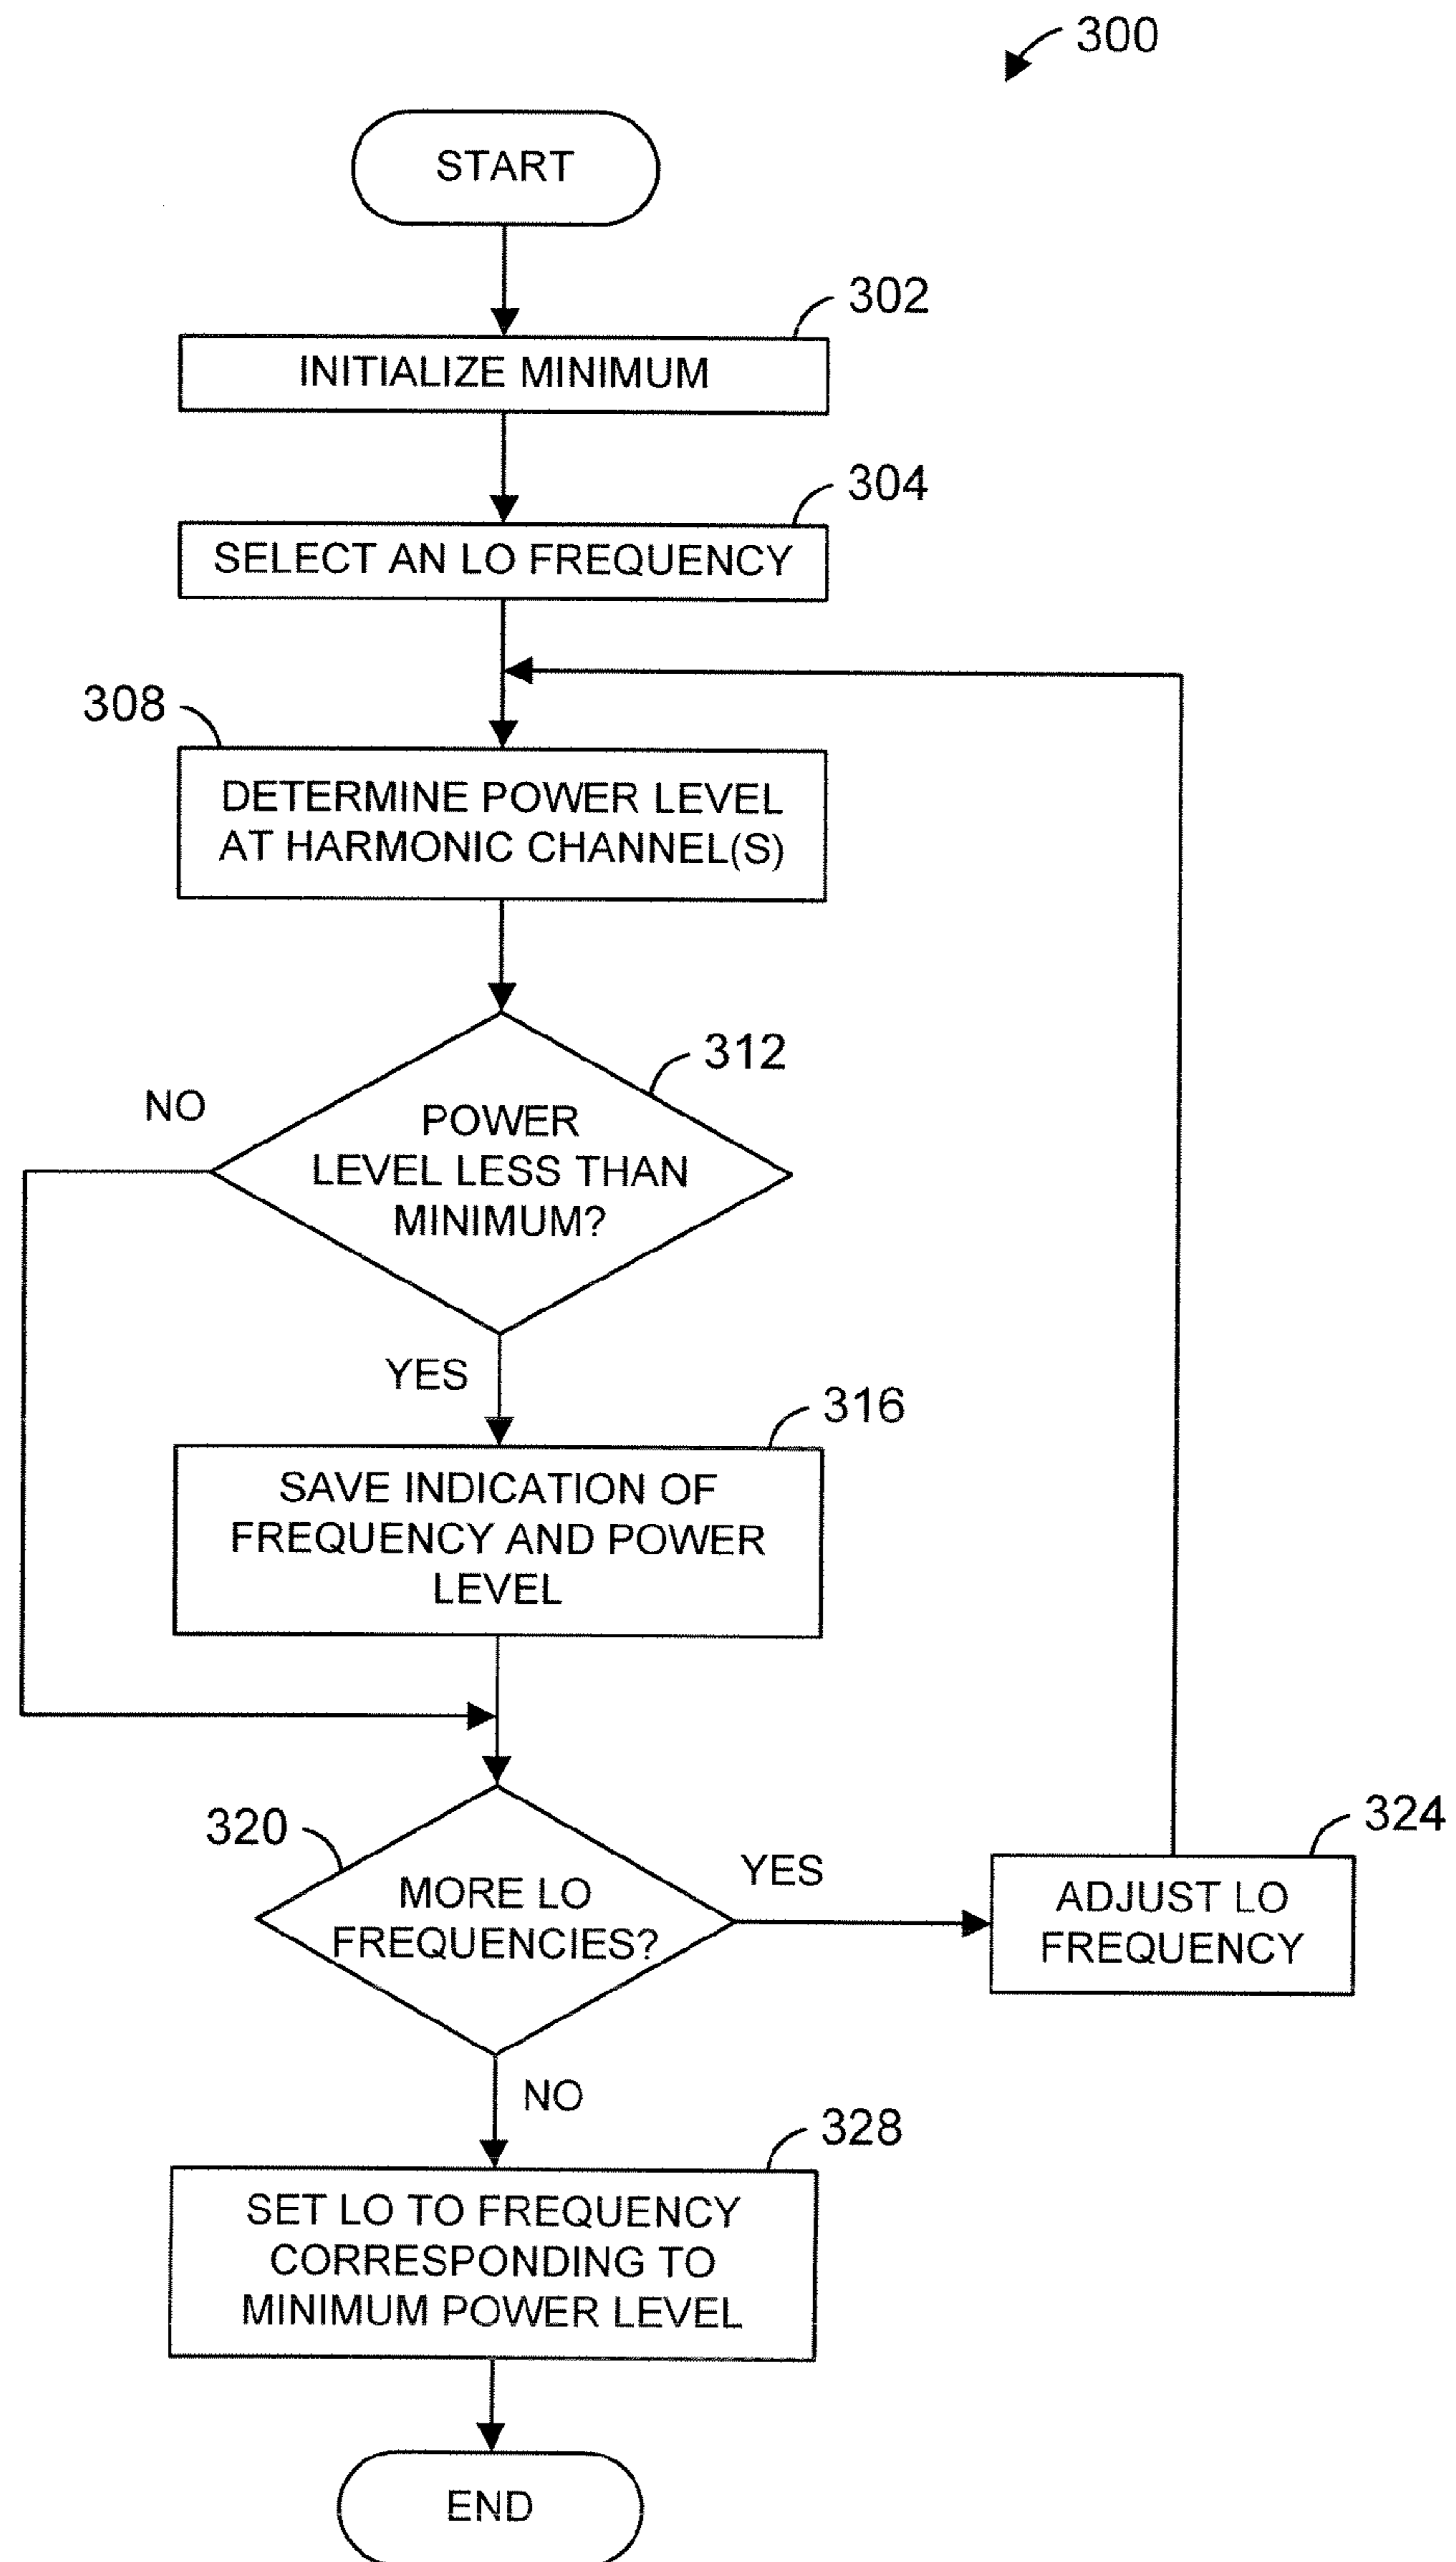 300
START
302
INITIALIZE MINIMUM
304
SELECT AN LO FREQUENCY
308
DETERMINE POWER LEVEL
AT HARMONIC CHANNEL(S)
312
NO
POWER
LEVEL LESS THAN
MINIMUM?
YES
316
SAVE INDICATION OF
FREQUENCY AND POWER
LEVEL
320
MORE LO
FREQUENCIES?
YES
324
ADJUST LO
FREQUENCY
NO
328
SET LO TO FREQUENCY
CORRESPONDING TO
MINIMUM POWER LEVEL
END